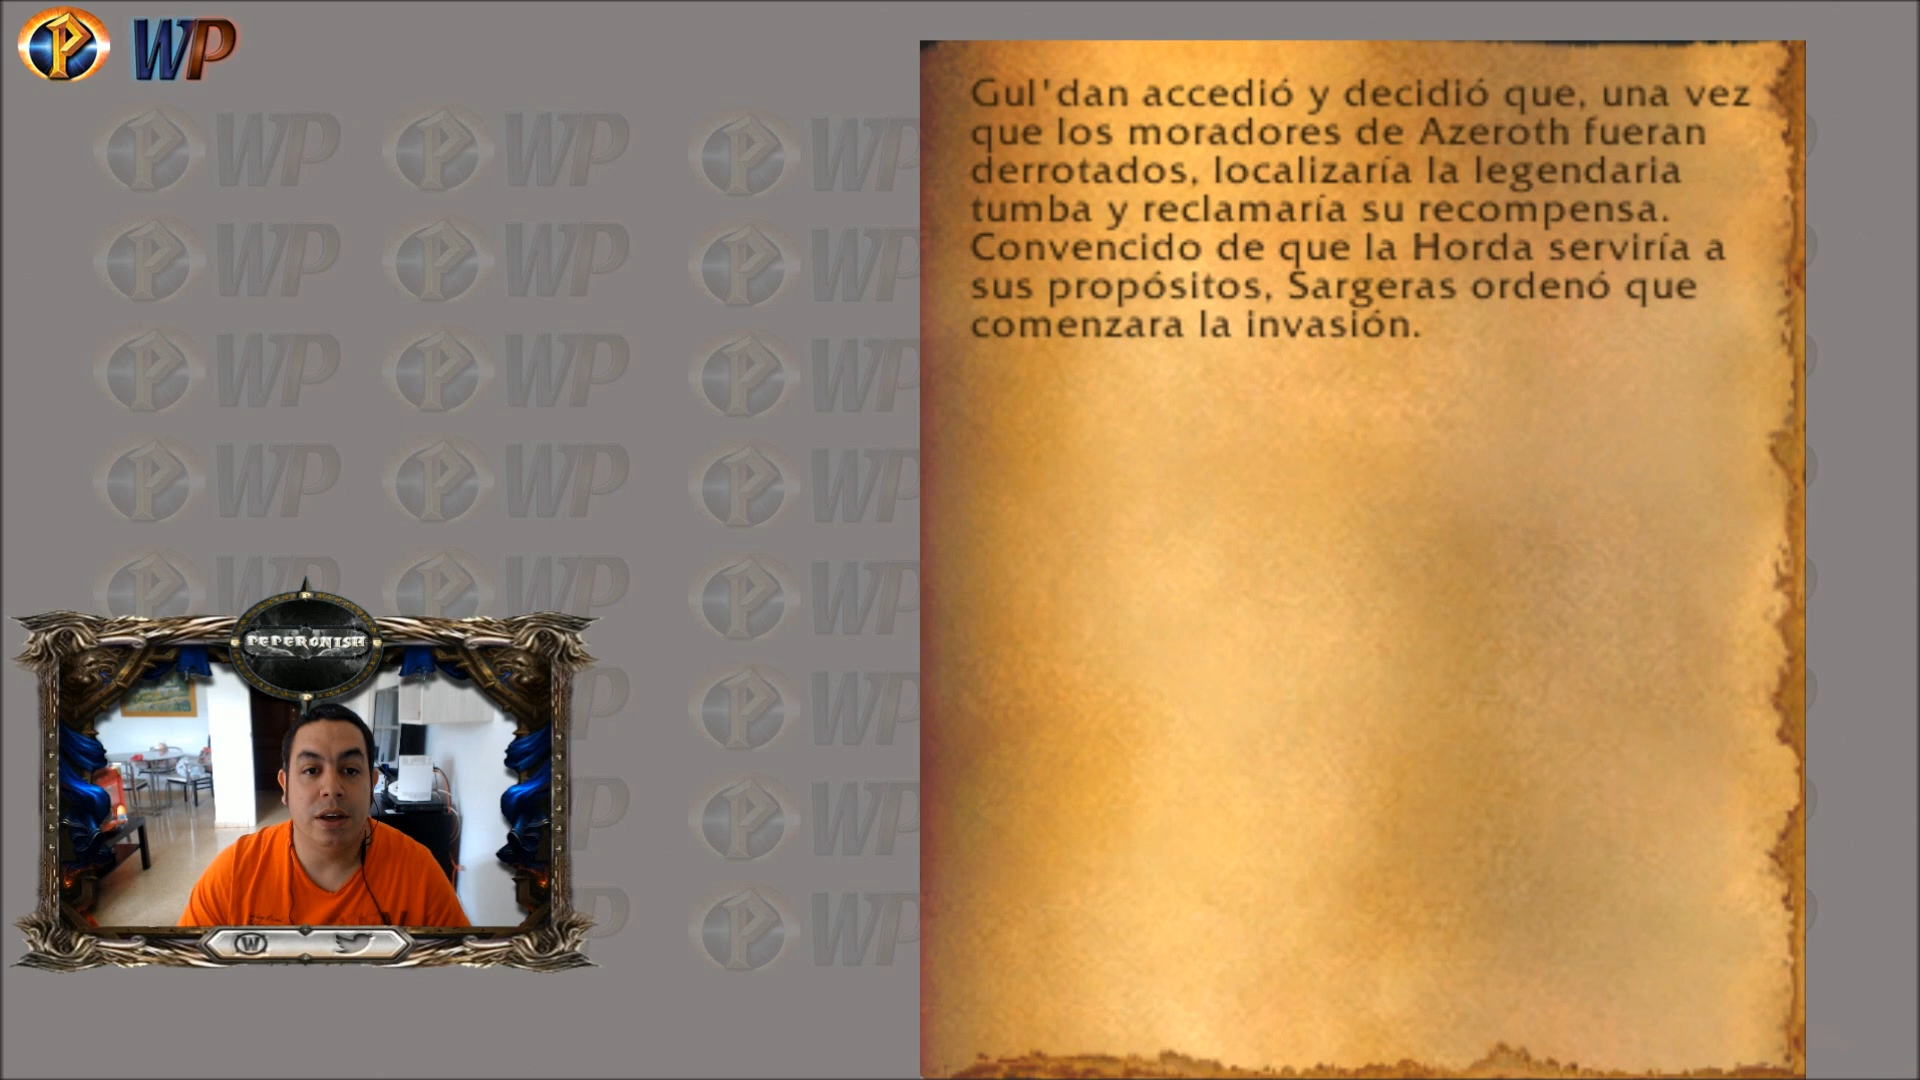 WP
Gul'dan accedió y decidió que, una vez
que los moradores de Azeroth fueran
derrotados, localizaría la legendaria
tumba y reclamaría su recompensa.
Convencido de que la Horda serviría a
sus propósitos, Sargeras ordenó que
comenzara la invasión.
PEPERONISH